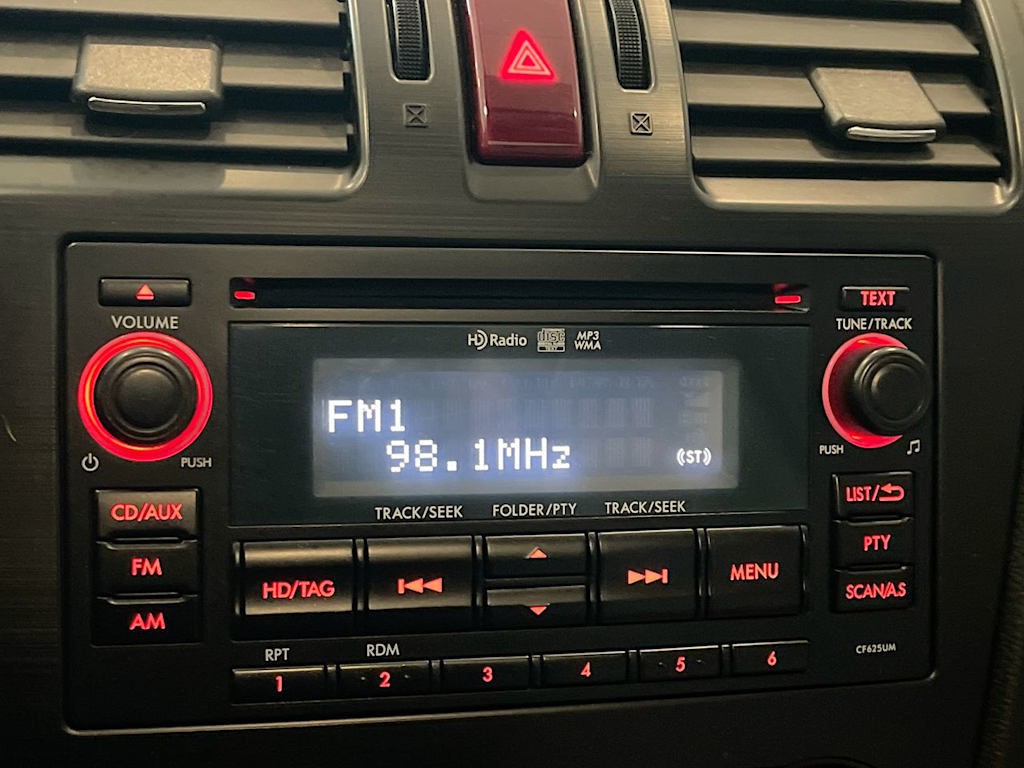 VOLUME
PUSH
HD Radio
disc
MP3
WMA
TEXT
TUNE/TRACK
PUSH
FM1
98.1MHz
(ST)
TRACK/SEEK
FOLDER/PTY
TRACK/SEEK
CD/AUX
FM
AM
HD/TAG
MENU
LIST/
PTY
SCAN/A.S
RPT
RDM
1
2
3
4
5
6
CF625UM